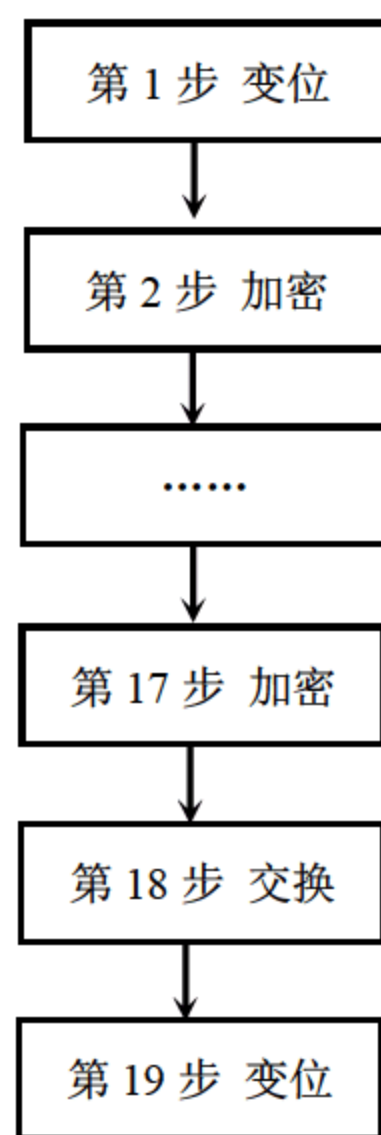 第 1 步 变位
第 2 步 加密
……
第 17 步 加密
第 18 步 交换
第 19 步 变位